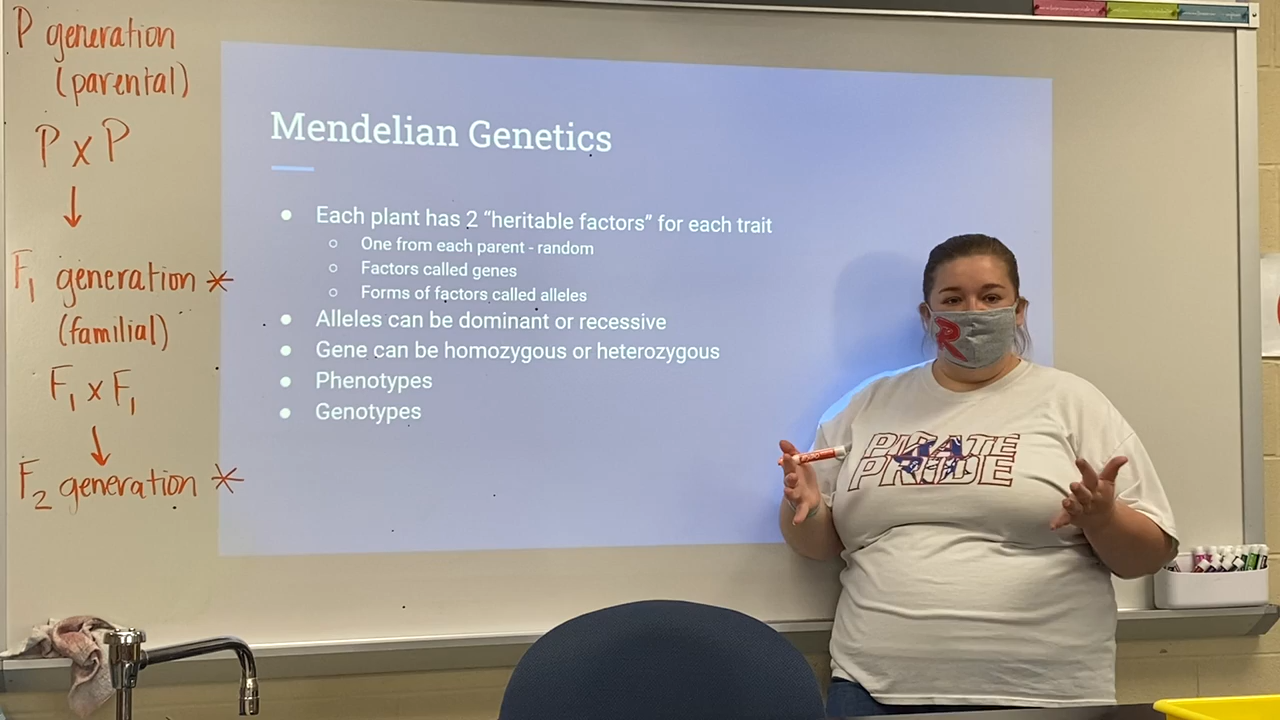 P generation
(parental)
P x P
F1 generation *
(familial)
F1 x F1
F2 generation *
Mendelian Genetics
Each plant has 2 “heritable factors” for each trait
One from each parent - random
Factors called genes
Forms of factors called alleles
Alleles can be dominant or recessive
Gene can be homozygous or heterozygous
Phenotypes
Genotypes
R
PIRATE
PRIDE
EXPO